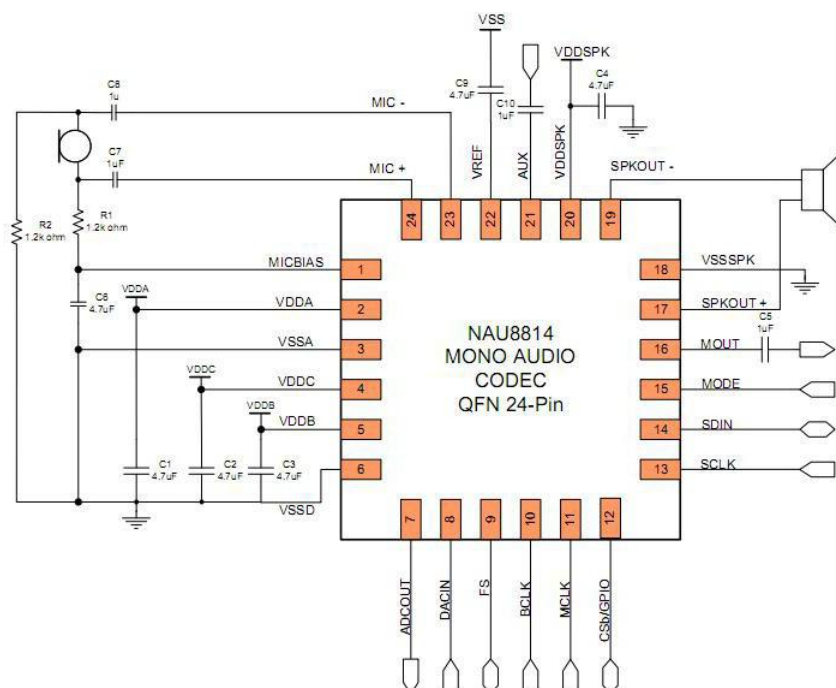 VSS
VDDSPK
C8
1u
MIC -
C9
4.7uF
C10
1uF
C4
4.7uF
C7
1uF
MIC +
VREF
AUX
VDDSPK
SPKOUT -
R2
1.2k ohm
R1
1.2k ohm
24
23
22
21
20
19
MICBIAS
1
18
VSSSPK
C6
4.7uF
VDDA
VDDA
2
17
SPKOUT +
VSSA
3
16
MOUT
C5
1uF
VDDC
VDDC
4
15
MODE
VDDB
VDDB
5
14
SDIN
NAU8814
MONO AUDIO
CODEC
QFN 24-Pin
C1
4.7uF
C2
4.7uF
C3
4.7uF
6
13
SCLK
VSSD
7
8
9
10
11
12
ADCOUT
DACIN
FS
BCLK
MCLK
CSb/GPIO